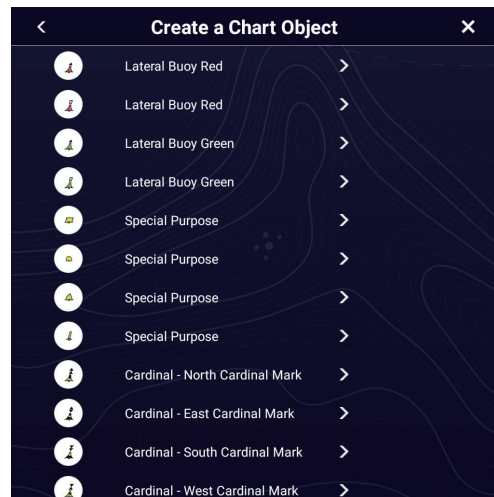 Create a Chart Object
Lateral Buoy Red
Lateral Buoy Red
Lateral Buoy Green
Lateral Buoy Green
Special Purpose
Special Purpose
Special Purpose
Special Purpose
Cardinal - North Cardinal Mark
Cardinal - East Cardinal Mark
Cardinal - South Cardinal Mark
Cardinal - West Cardinal Mark